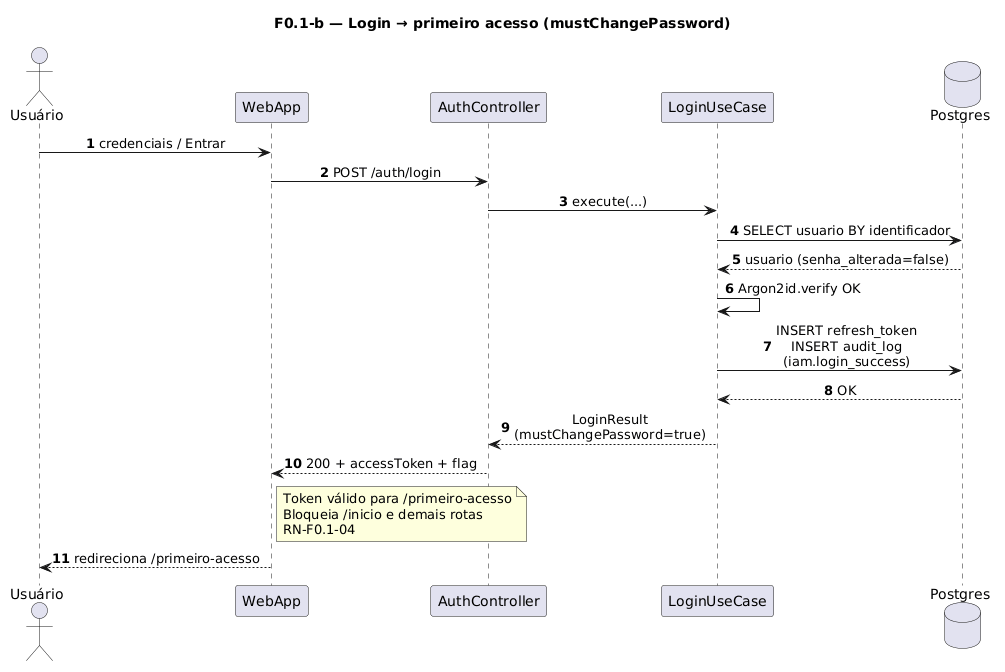 F0.1-b — Login → primeiro acesso (mustChangePassword)
Usuário
WebApp
AuthController
LoginUseCase
Postgres
1 credenciais / Entrar
2 POST /auth/login
3 execute(...)
4 SELECT usuario BY identificador
5 usuario (senha_alterada=false)
6 Argon2id.verify OK
INSERT refresh_token
7 INSERT audit_log
(iam.login_success)
8 OK
LoginResult
9 (mustChangePassword=true)
10 200 + accessToken + flag
Token válido para /primeiro-acesso
Bloqueia /inicio e demais rotas
RN-F0.1-04
11 redireciona /primeiro-acesso
Usuário
WebApp
AuthController
LoginUseCase
Postgres